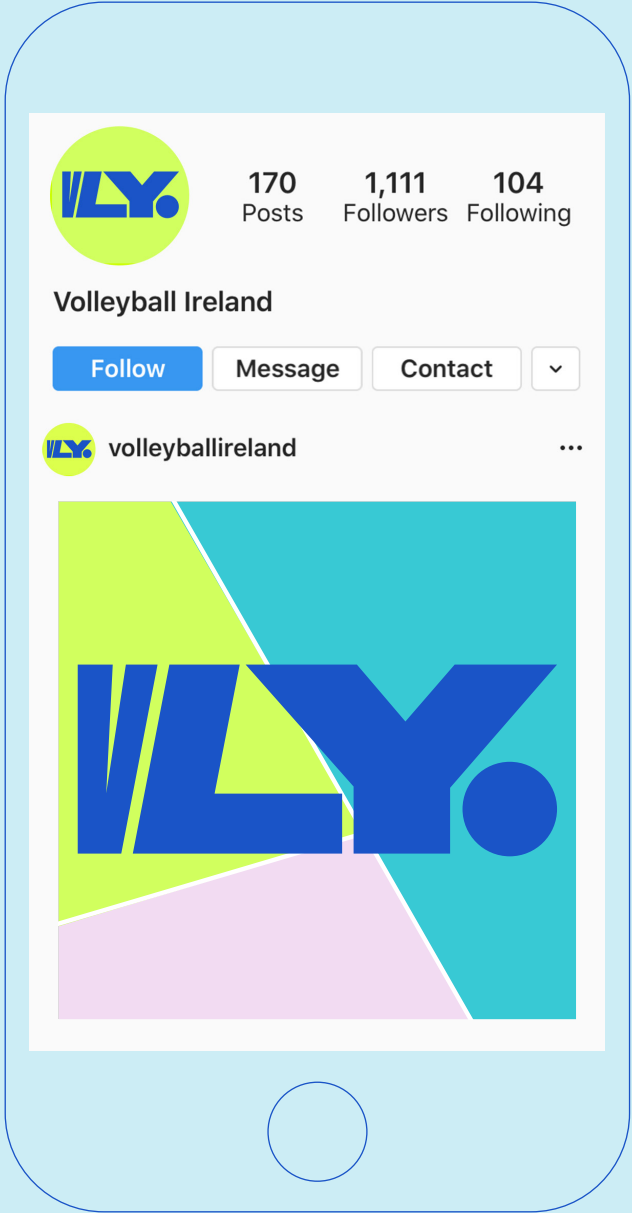 VLY.
170 1,111 104
Posts Followers Following
Volleyball Ireland
Follow Message Contact
VLY. volleyballireland
VLY.